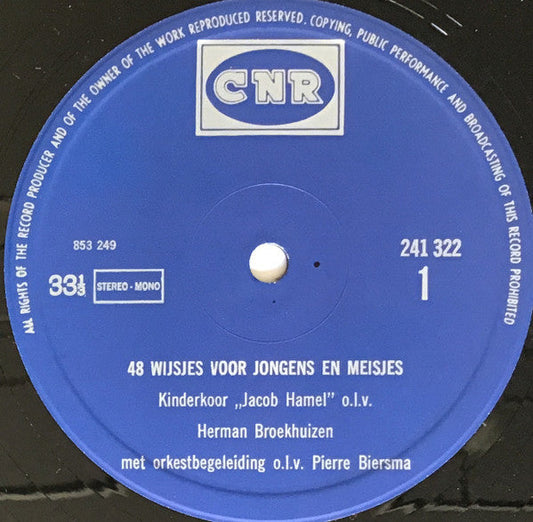 ALL RIGHTS OF THE RECORD PRODUCER AND OF THE OWNER OF THE WORK REPRODUCED RESERVED. COPYING, PUBLIC PERFORMANCE AND BROADCASTING OF THIS RECORD PROHIBITED
CNR
853 249
241 322
33⅓
STEREO - MONO
1
48 WIJSJES VOOR JONGENS EN MEISJES
Kinderkoor „Jacob Hamel" o.l.v.
Herman Broekhuizen
met orkestbegeleiding o.l.v. Pierre Biersma